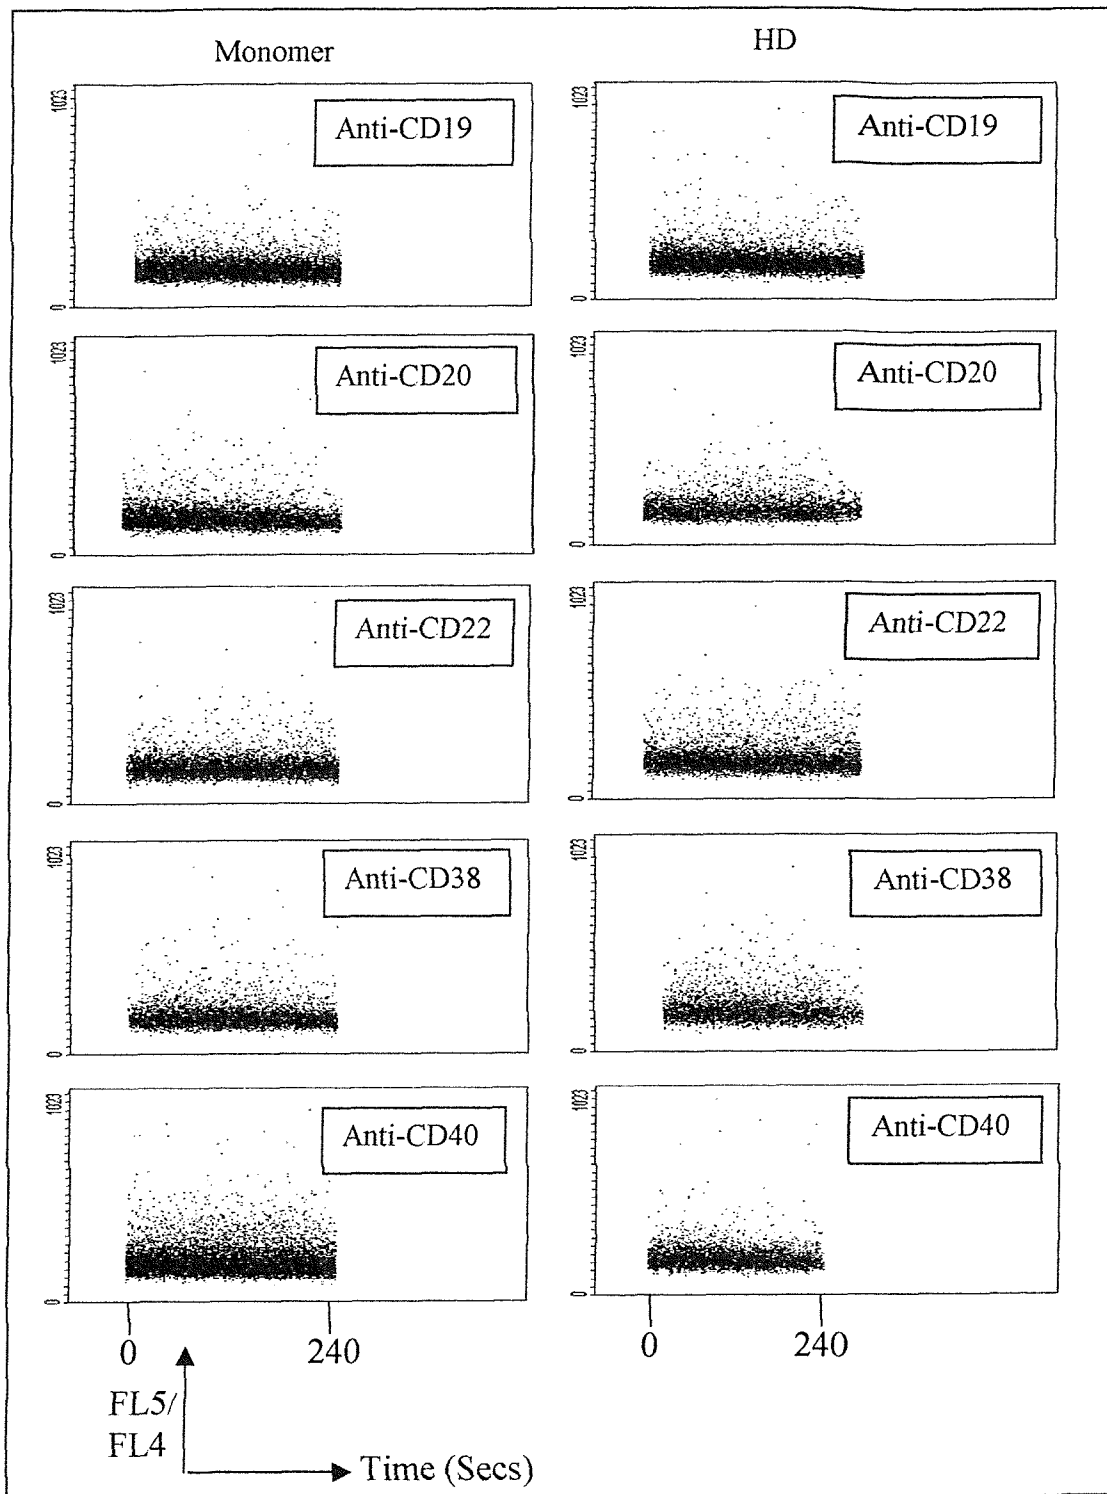 Monomer
HD
1023
Anti-CD19
0
1023
Anti-CD19
0
1023
Anti-CD20
0
1023
Anti-CD20
0
1023
Anti-CD22
0
1023
Anti-CD22
0
1023
Anti-CD38
0
1023
Anti-CD38
0
1023
Anti-CD40
0
1023
Anti-CD40
0
0 240
0 240
FL5/
FL4
Time (Secs)